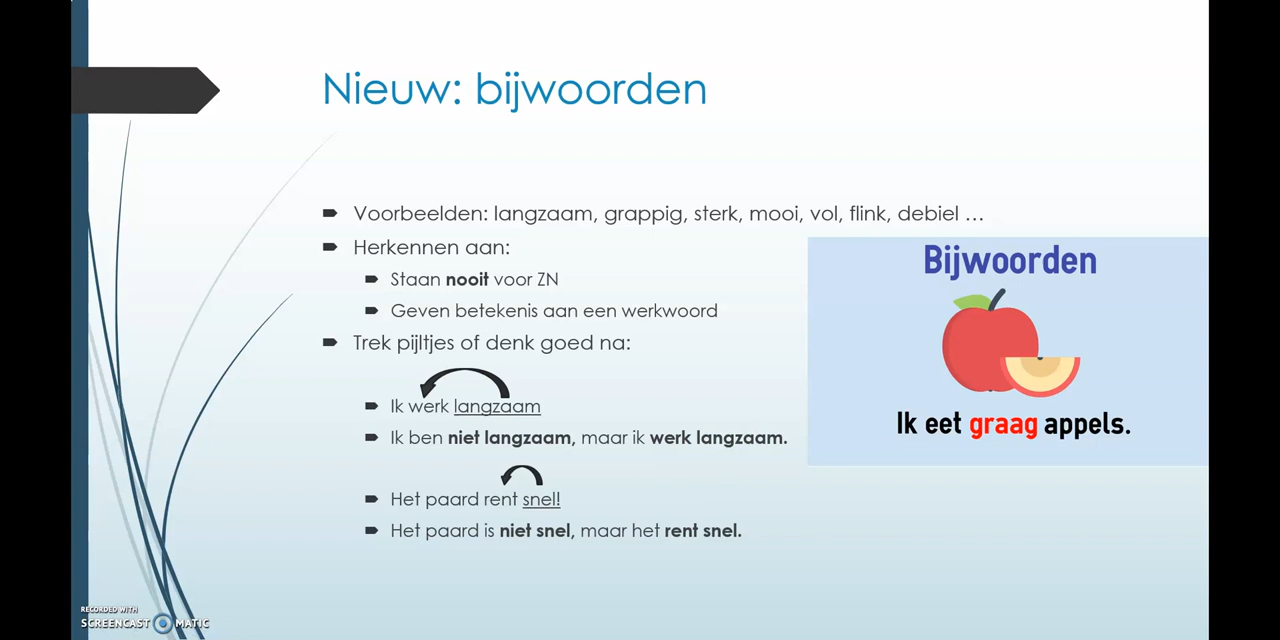 Nieuw: bijwoorden
Voorbeelden: langzaam, grappig, sterk, mooi, vol, flink, debiel ...
Herkennen aan:
Staan nooit voor ZN
Geven betekenis aan een werkwoord
Trek pijltjes of denk goed na:
Ik werk langzaam
Ik ben niet langzaam, maar ik werk langzaam.
Het paard rent snel!
Het paard is niet snel, maar het rent snel.
Bijwoorden
Ik eet graag appels.
RECORDED WITH
SCREENCAST MATIC